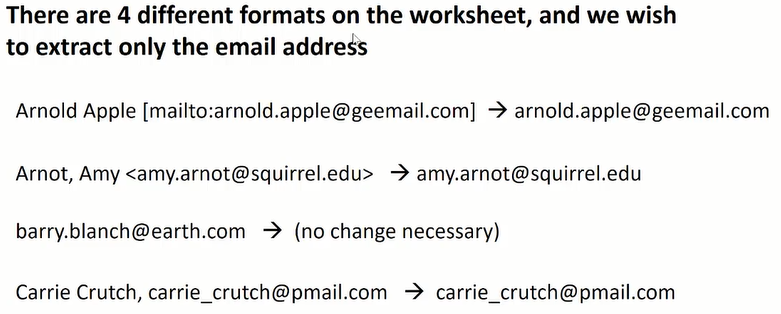 There are 4 different formats on the worksheet, and we wish
to extract only the email address
Arnold Apple [mailto:arnold.apple@geemail.com] → arnold.apple@geemail.com
Arnot, Amy <amy.arnot@squirrel.edu> → amy.arnot@squirrel.edu
barry.blanch@earth.com → (no change necessary)
Carrie Crutch, carrie_crutch@pmail.com → carrie_crutch@pmail.com